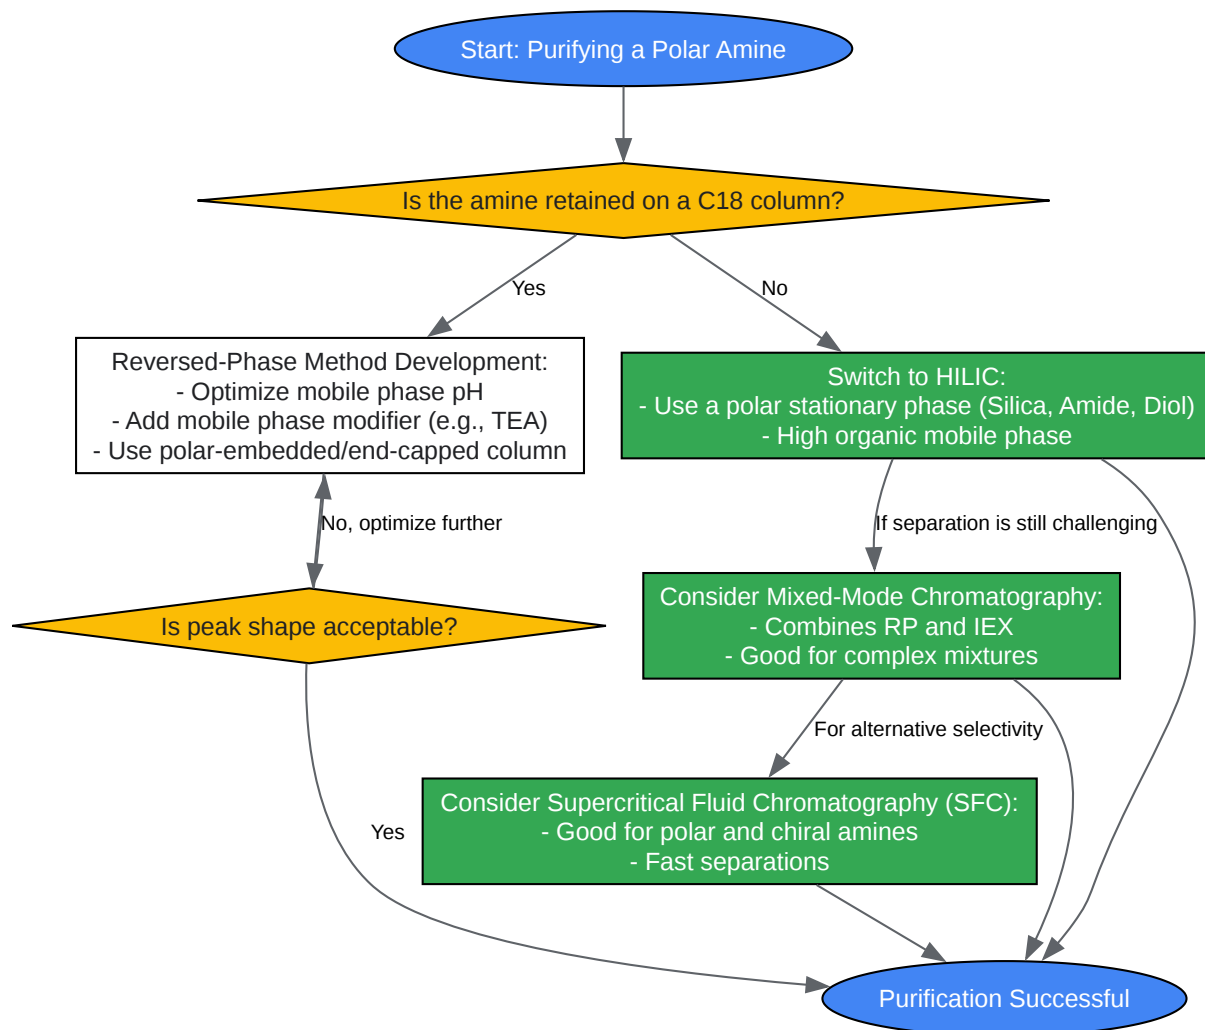 Start: Purifying a Polar Amine
Is the amine retained on a C18 column?
Yes
No
Reversed-Phase Method Development:
- Optimize mobile phase pH
- Add mobile phase modifier (e.g., TEA)
- Use polar-embedded/end-capped column
Switch to HILIC:
- Use a polar stationary phase (Silica, Amide, Diol)
- High organic mobile phase
No, optimize further
If separation is still challenging
Is peak shape acceptable?
Consider Mixed-Mode Chromatography:
- Combines RP and IEX
- Good for complex mixtures
For alternative selectivity
Yes
Consider Supercritical Fluid Chromatography (SFC):
- Good for polar and chiral amines
- Fast separations
Purification Successful